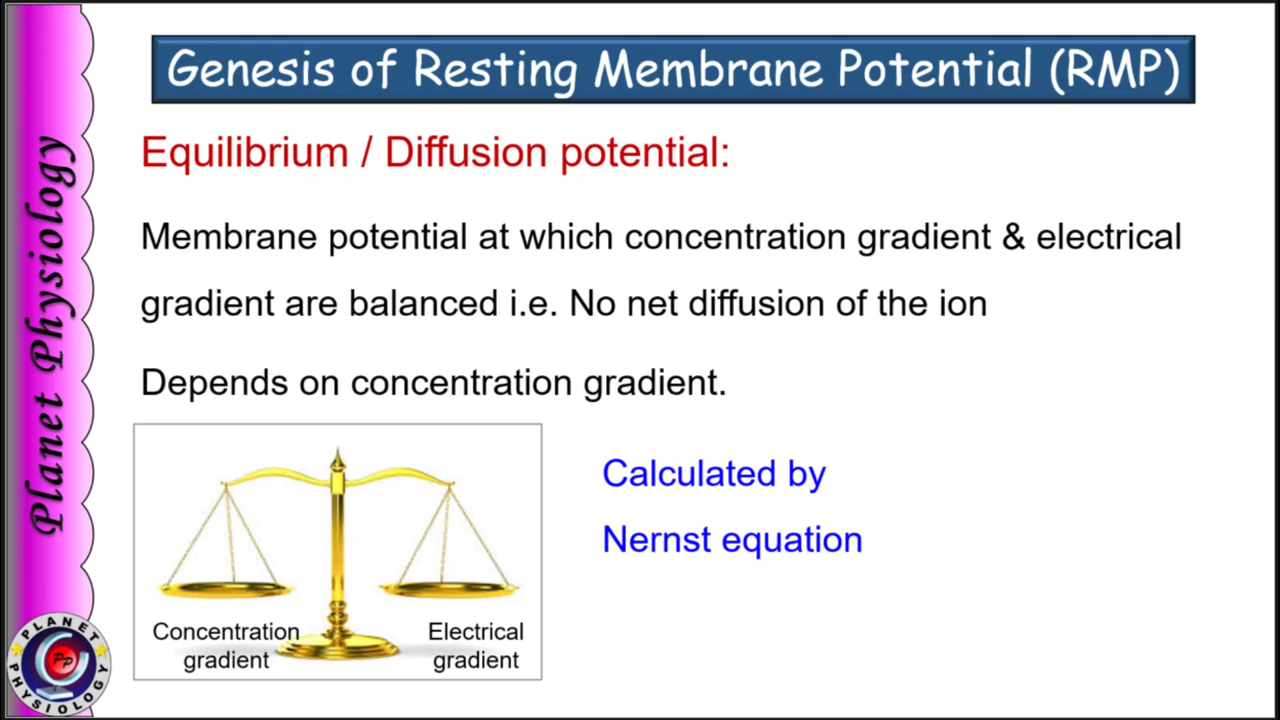 Genesis of Resting Membrane Potential (RMP)
Equilibrium / Diffusion potential:
Membrane potential at which concentration gradient & electrical
gradient are balanced i.e. No net diffusion of the ion
Depends on concentration gradient.
Calculated by
Nernst equation
Concentration
gradient
Electrical
gradient
Planet Physiology
PLANET
PHYSIOLOGY
PP